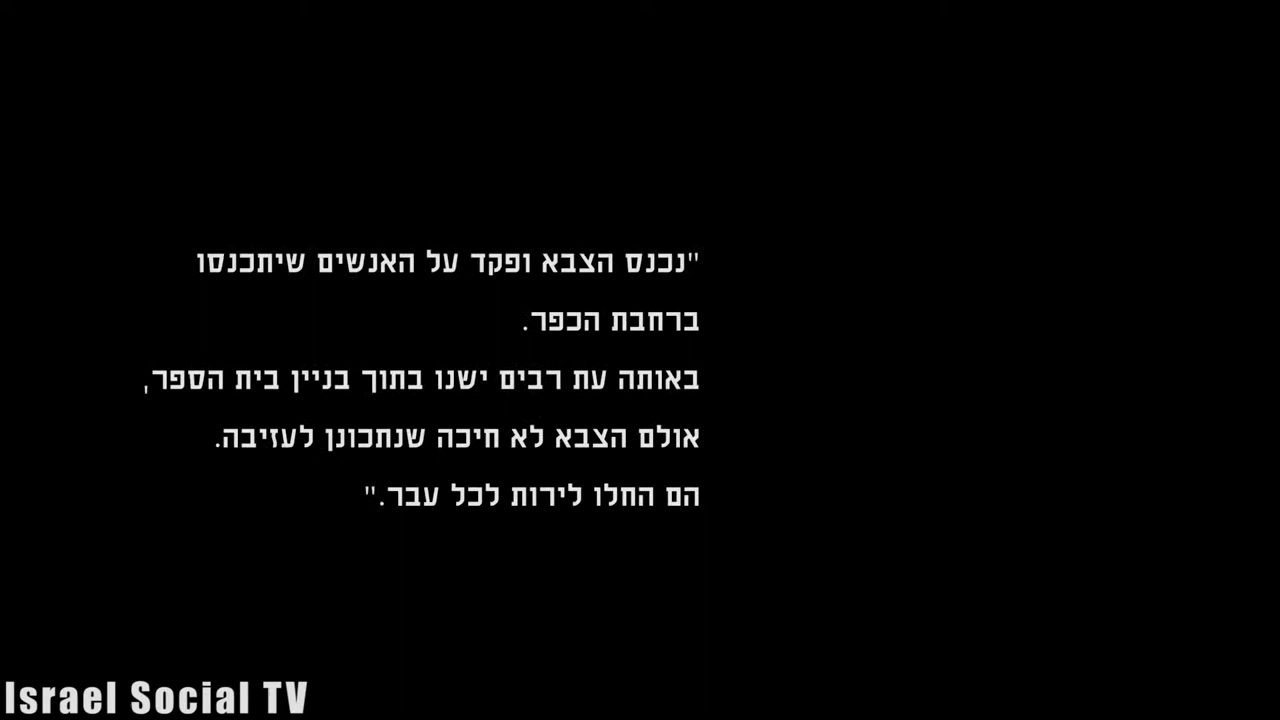 "נכנס הצבא ופקד על האנשים שיתכנסו
ברחבת הכפר.
באותה עת רבים ישנו בתוך בניין בית הספר,
אולם הצבא לא חיכה שנתכונן לעזיבה.
הם החלו לירות לכל עבר."
Israel Social TV